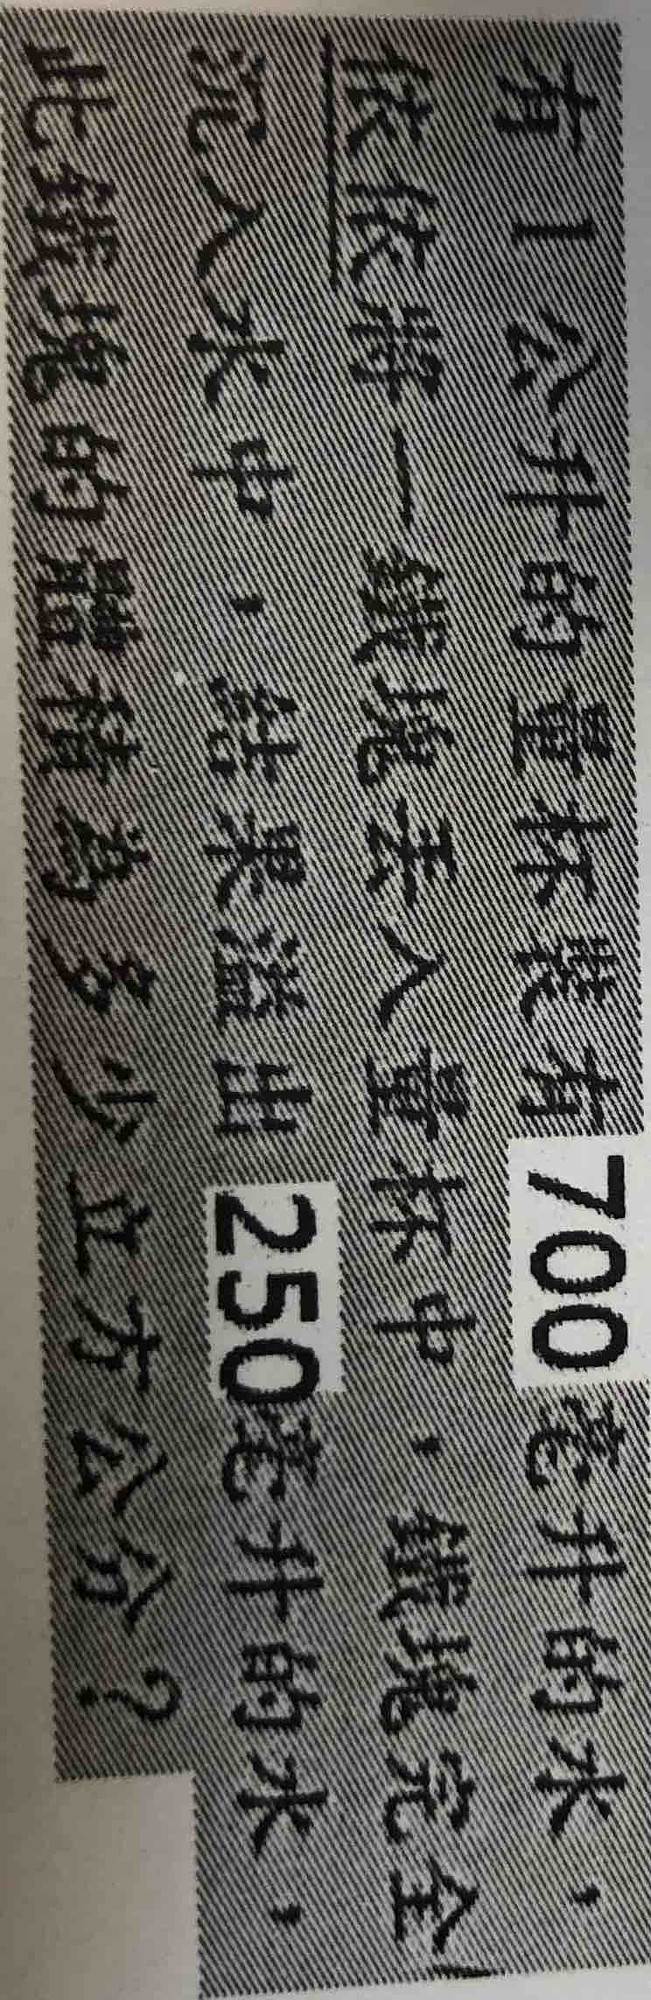 有1公升的量杯裝有700毫升的水，
依依將一鐵塊丟入量杯中，鐵塊完全
沉入水中，結果溢出250毫升的水，
此鐵塊的體積為多少立方公分？